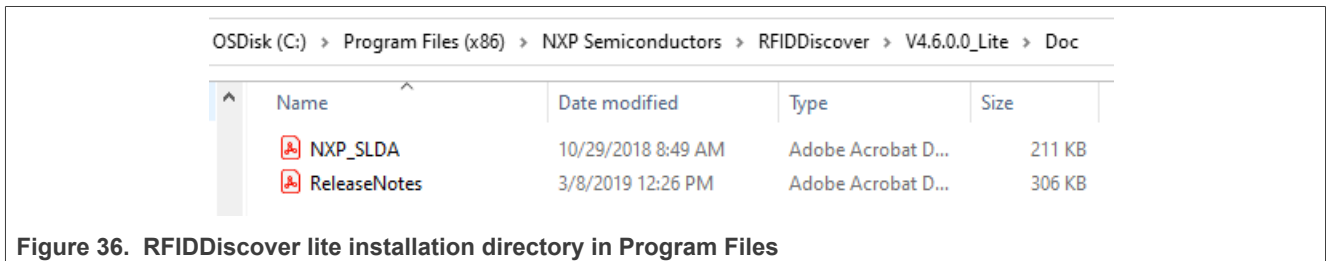 OSDisk (C:) > Program Files (x86) > NXP Semiconductors > RFIDDiscover > V4.6.0.0_Lite > Doc
Name Date modified Type Size
NXP_SLDA 10/29/2018 8:49 AM Adobe Acrobat D... 211 KB
ReleaseNotes 3/8/2019 12:26 PM Adobe Acrobat D... 306 KB
Figure 36. RFIDDiscover lite installation directory in Program Files